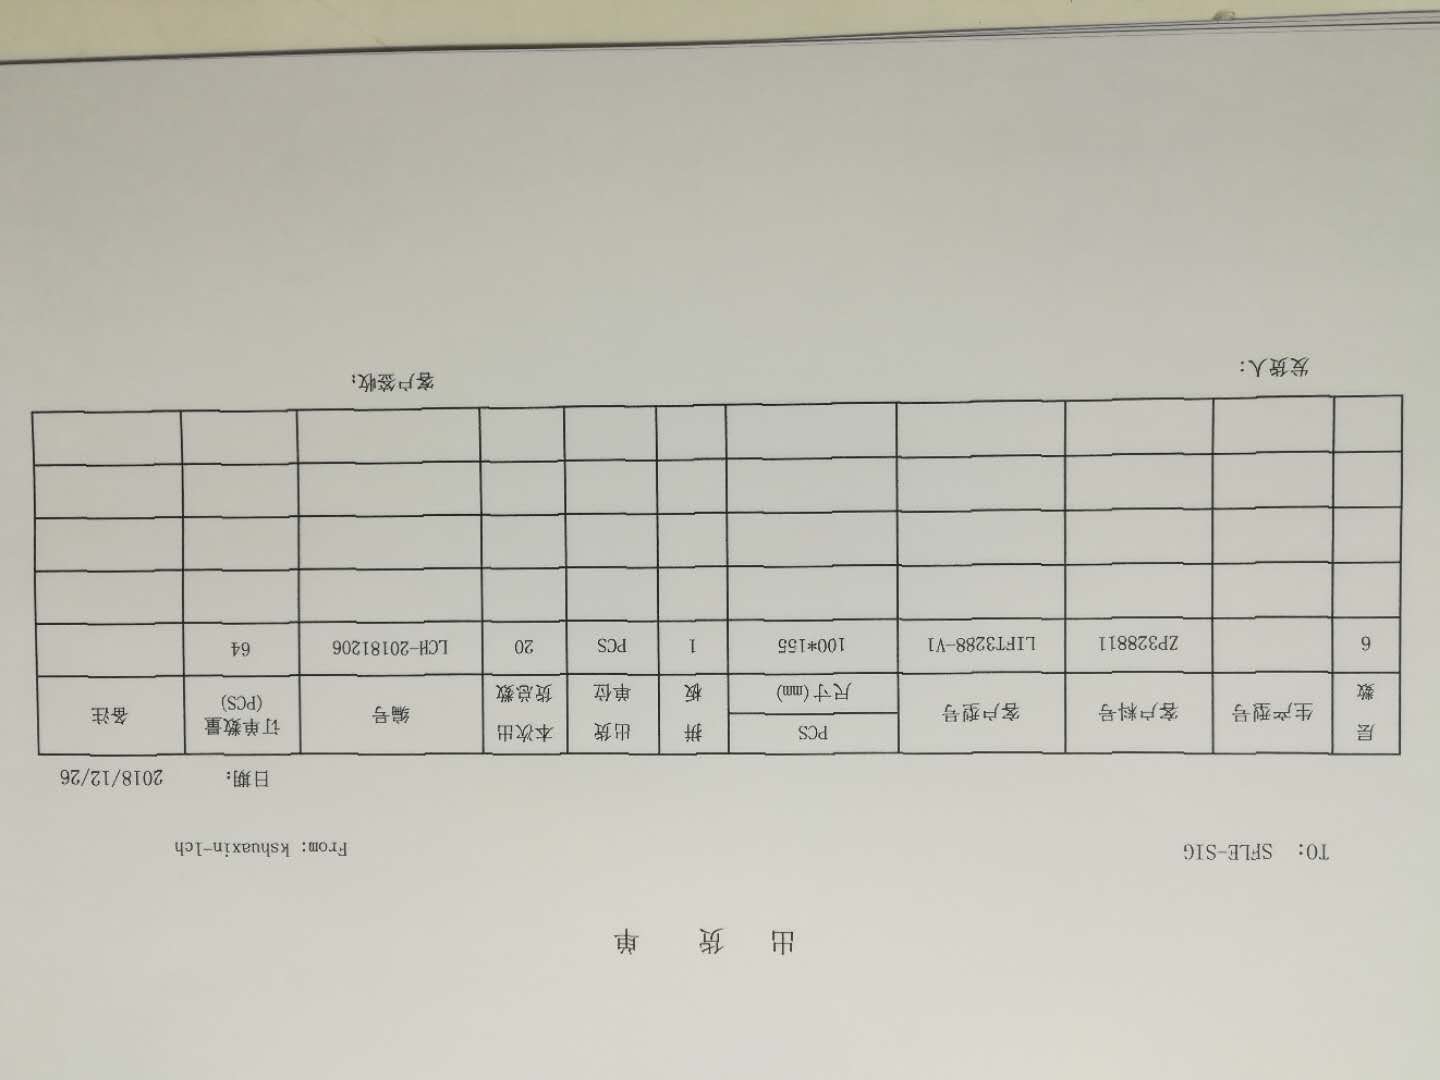 出 货 单
TO: SFLE-SIG From: kshuaxin-lch
日期: 2018/12/26
层数 生产型号 客户料号 客户型号 PCS 尺寸(mm) 拼板 出货单位 本次出货总数 编号 订单数量(PCS) 备注
6 ZP328811 LIFT3288-V1 100*155 1 PCS 20 LCH-20181206 64
发货人: 客户签收: